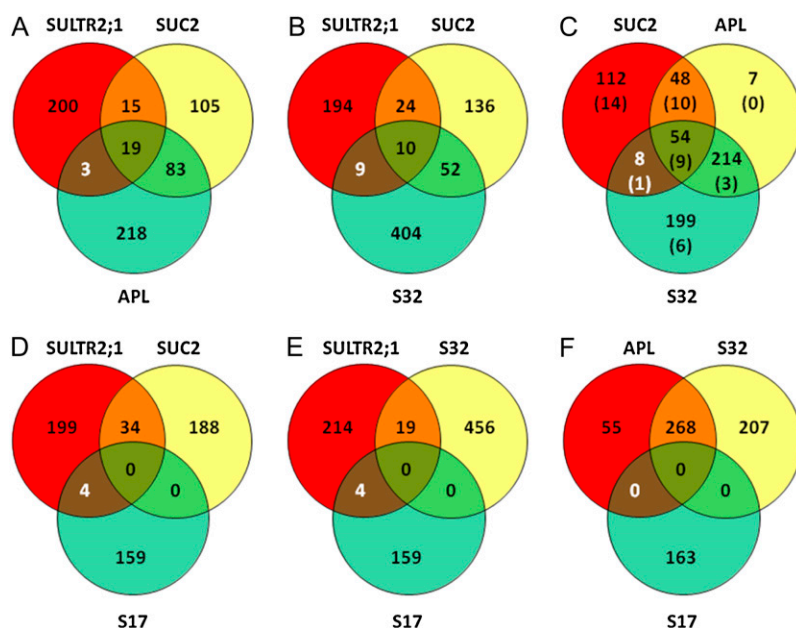 A SULTR2;1 SUC2 B SULTR2;1 SUC2 C SUC2 APL
200 15 105 194 24 136 112 (14) 48 (10) 7 (0)
19 10 54 (9)
3 83 9 52 8 (1) 214 (3)
218 404 199 (6)
APL S32 S32
D SULTR2;1 SUC2 E SULTR2;1 S32 F APL S32
199 34 188 214 19 456 55 268 207
0 0 0
4 0 4 0 0 0
159 159 163
S17 S17 S17